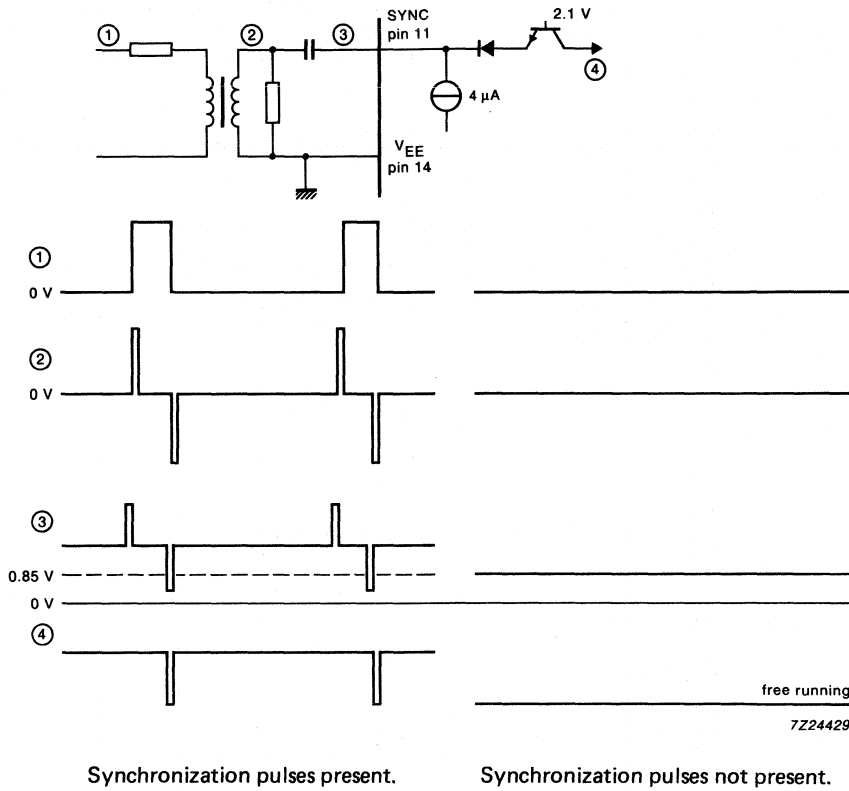 SYNC
pin 11
2.1 V
① ② ③ ④
4 µA
VEE
pin 14
①
0 V
②
0 V
③
0.85 V
0 V
④
free running
7Z24429
Synchronization pulses present. Synchronization pulses not present.